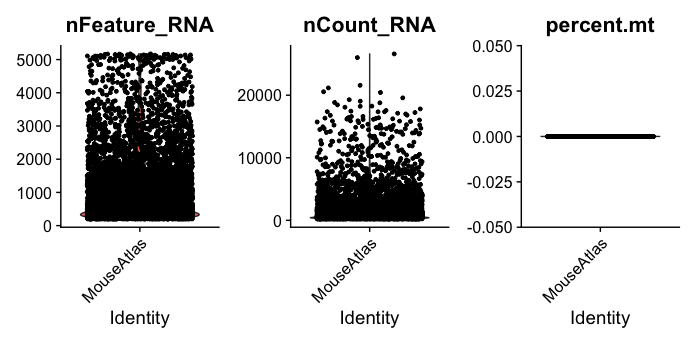 nFeature_RNA
5000
4000
3000
2000
1000
0
MouseAtlas
Identity
nCount_RNA
20000
10000
0
MouseAtlas
Identity
percent.mt
0.050
0.025
0.000
-0.025
-0.050
MouseAtlas
Identity